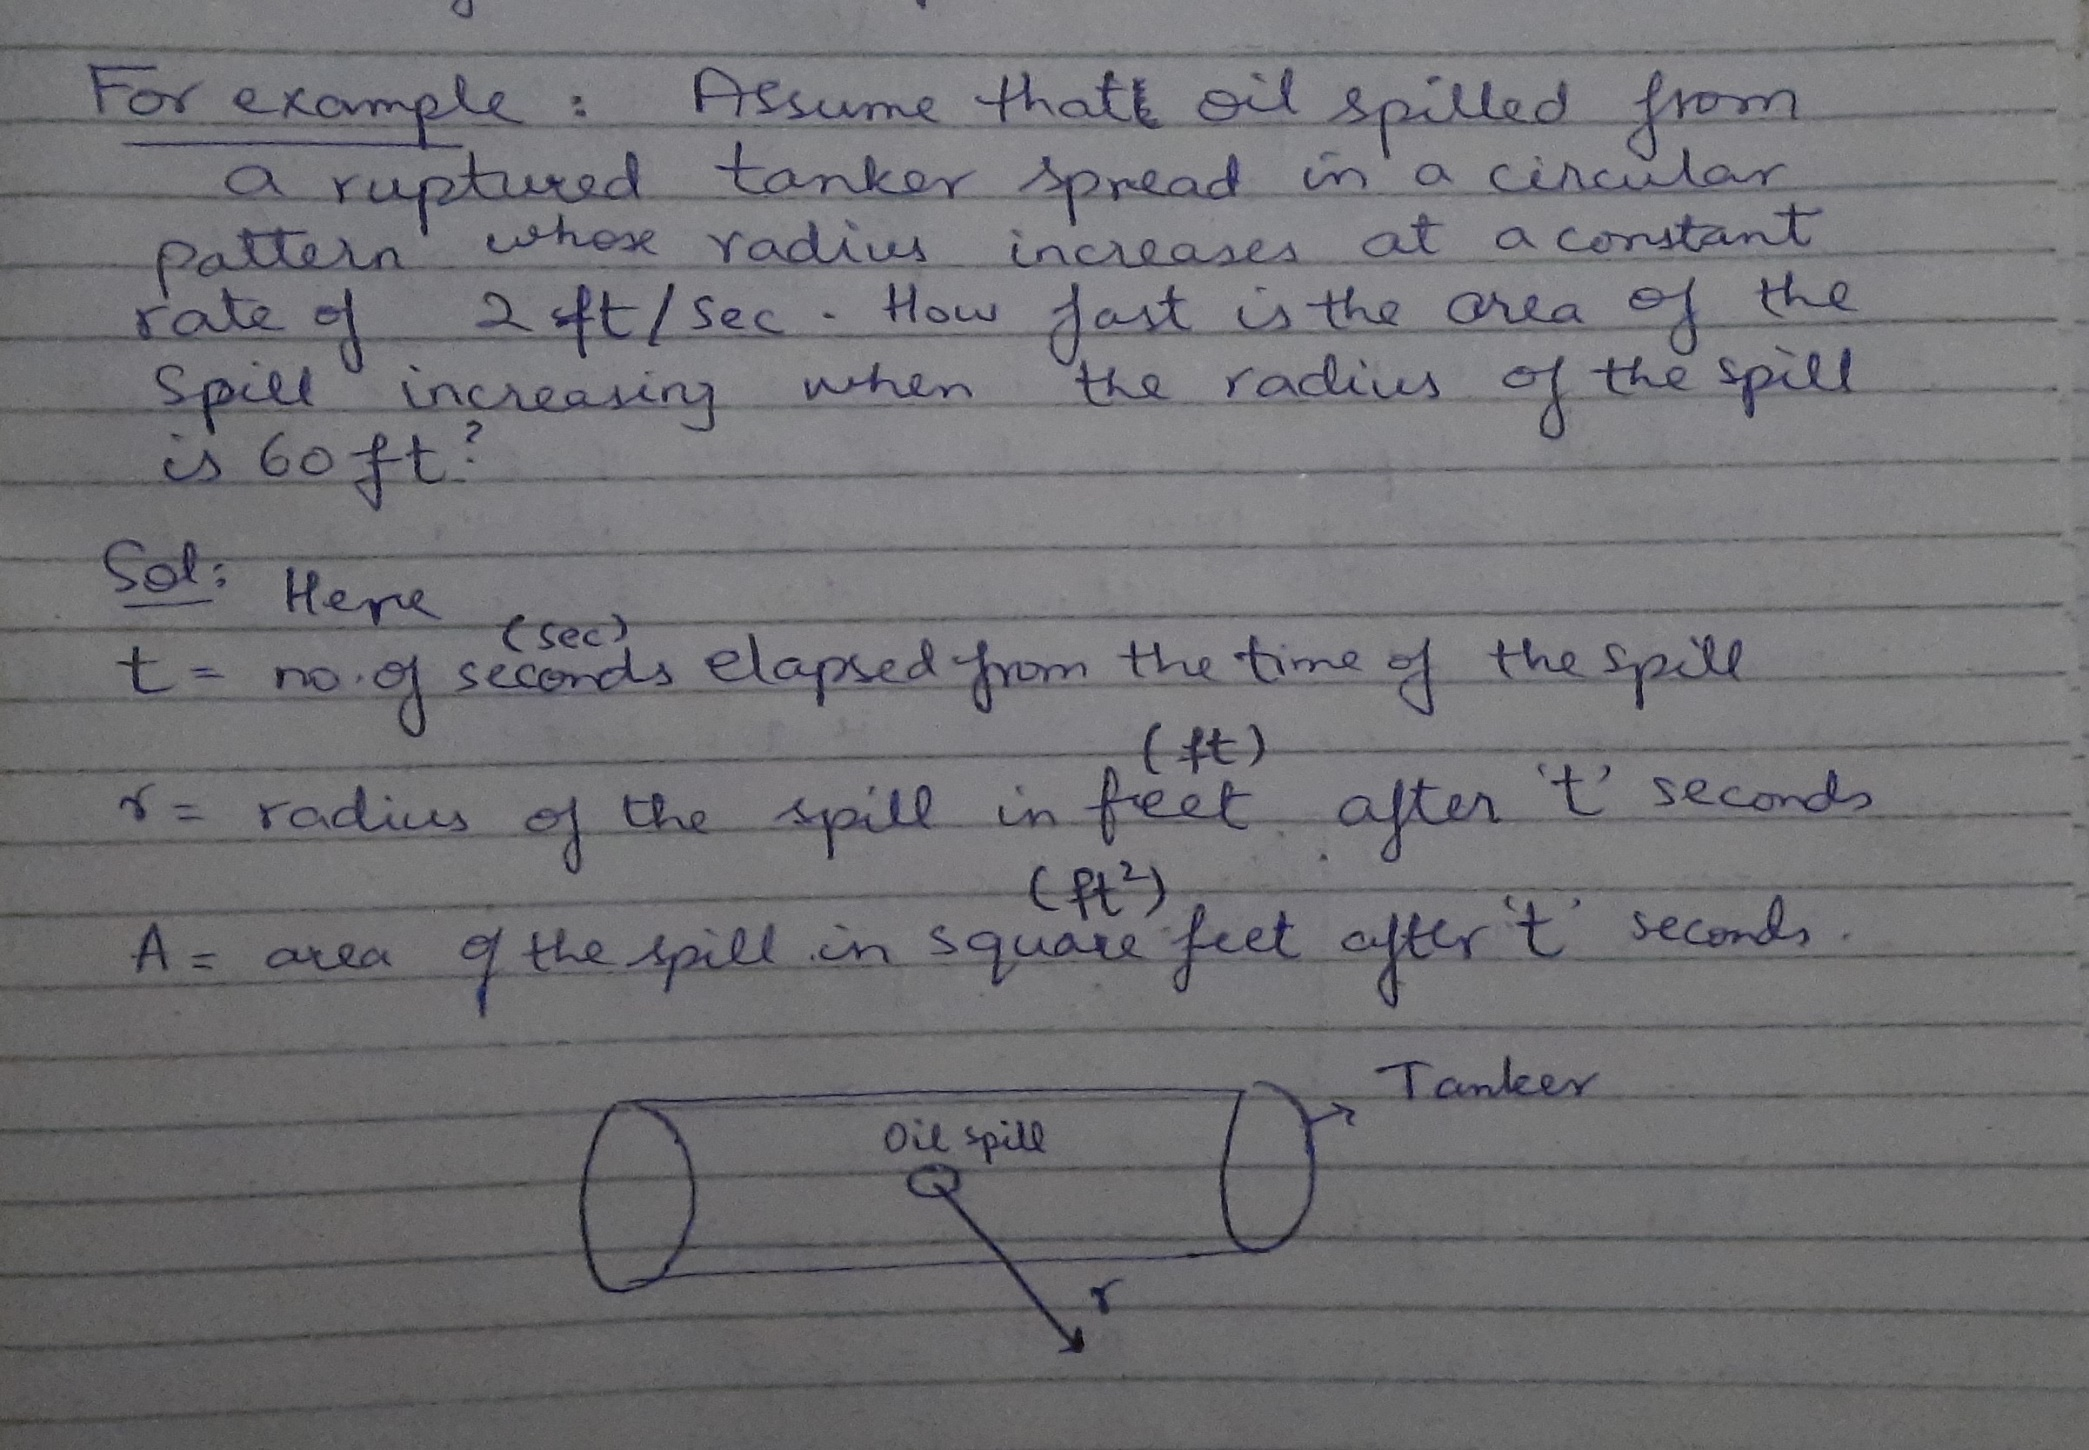 For example : Assume that oil spilled from
a ruptured tanker spread in a circular
pattern whose radius increases at a constant
rate of 2 ft/sec. How fast is the area of the
Spill increasing when the radius of the spill
is 60 ft?
Sol: Here
(sec)
t = no. of seconds elapsed from the time of the spill
(ft)
r = radius of the spill in feet after 't' seconds
(ft²)
A = area of the spill in square feet after 't' seconds.
Tanker
Oil spill
r